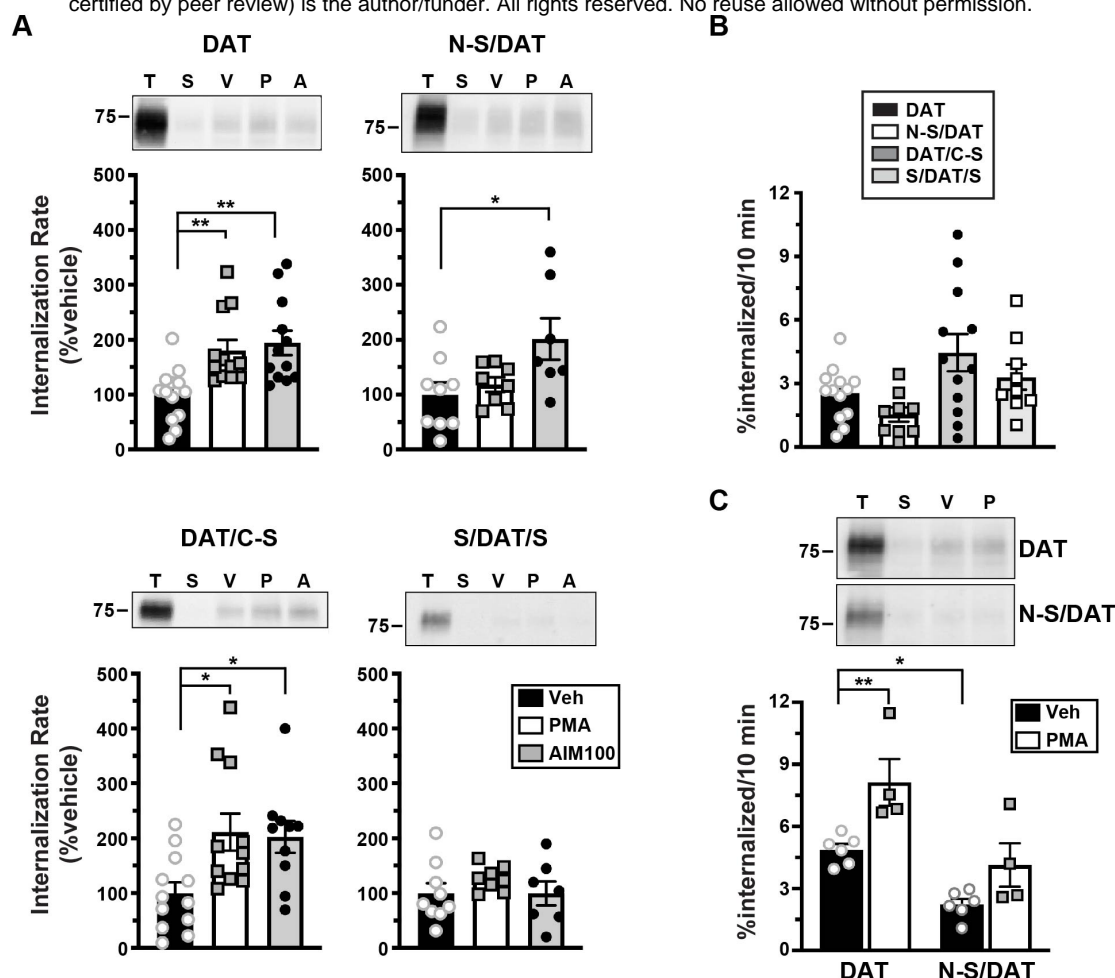 certified by peer review) is the author/funder. All rights reserved. No reuse allowed without permission.
A
DAT
T S V P A
75
Internalization Rate
(%vehicle)
500
400
300
200
100
0
**
**
N-S/DAT
T S V P A
75
500
400
300
200
100
0
*
DAT/C-S
T S V P A
75
Internalization Rate
(%vehicle)
500
400
300
200
100
0
*
*
S/DAT/S
T S V P A
75
500
400
300
200
100
0
Veh
PMA
AIM100
B
DAT
N-S/DAT
DAT/C-S
S/DAT/S
%internalized/10 min
12
9
6
3
0
C
T S V P
75
DAT
75
N-S/DAT
%internalized/10 min
12
9
6
3
0
*
**
Veh
PMA
DAT N-S/DAT